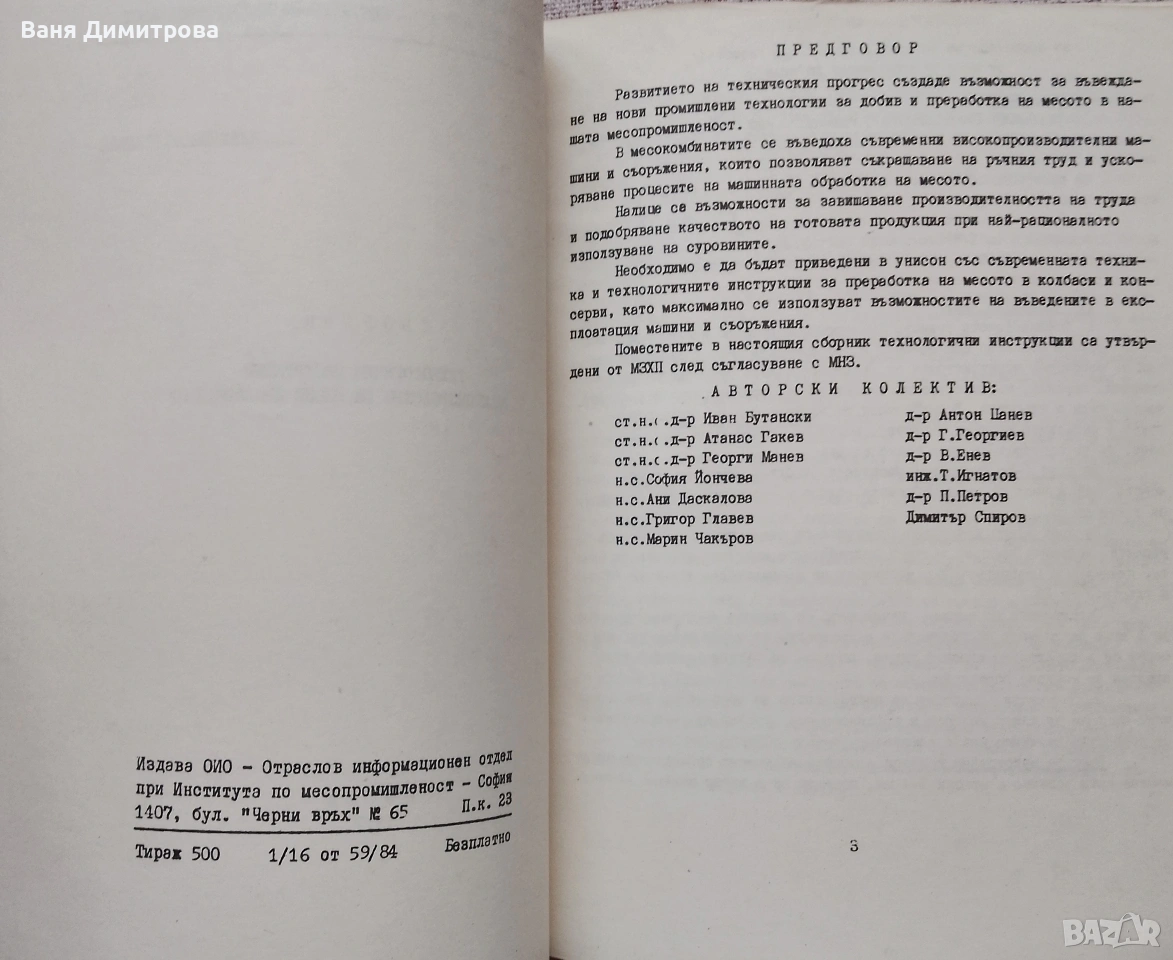 Ваня Димитрова
Издава ОИО - Отраслов информационен отдел
при Института по месопромишленост - София
1407, бул. "Черни връх" № 65 П.к. 23
Тираж 500 1/16 от 59/84 Безплатно
ПРЕДГОВОР
Развитието на техническия прогрес създаде възможност за въвежда-
не на нови промишлени технологии за добив и преработка на месото в на-
шата месопромишленост.
В месокомбинатите се въведоха съвременни високопроизводителни ма-
шини и съоръжения, които позволяват съкращаване на ръчния труд и уско-
ряване процесите на машинната обработка на месото.
Налице са възможности за завишаване производителността на труда
и подобряване качеството на готовата продукция при най-рационалното
използуване на суровините.
Необходимо е да бъдат приведени в унисон със съвременната техни-
ка и технологичните инструкции за преработка на месото в колбаси и кон-
серви, като максимално се използуват възможностите на въведените в екс-
плоатация машини и съоръжения.
Поместените в настоящия сборник технологични инструкции са утвър-
дени от МЗХП след съгласуване с МНЗ.
АВТОРСКИ КОЛЕКТИВ:
ст.н.с.д-р Иван Бутански
ст.н.с.д-р Атанас Гакев
ст.н.с.д-р Георги Манев
н.с.София Йончева
н.с.Ани Даскалова
н.с.Григор Главев
н.с.Марин Чакъров
д-р Антон Цанев
д-р Г.Георгиев
д-р В.Енев
инж.Т.Игнатов
д-р П.Петров
Димитър Спиров
3
BAZAR